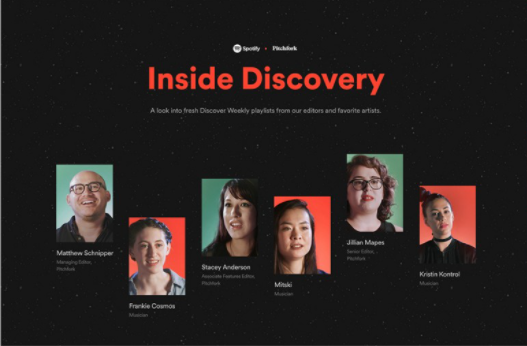 Spotify + Pitchfork
Inside Discovery
A look into fresh Discover Weekly playlists from our editors and favorite artists.
Matthew Schnipper
Managing Editor,
Pitchfork
Frankie Cosmos
Musician
Stacey Anderson
Associate Features Editor,
Pitchfork
Mitski
Musician
Jillian Mapes
Senior Editor,
Pitchfork
Kristin Kontrol
Musician